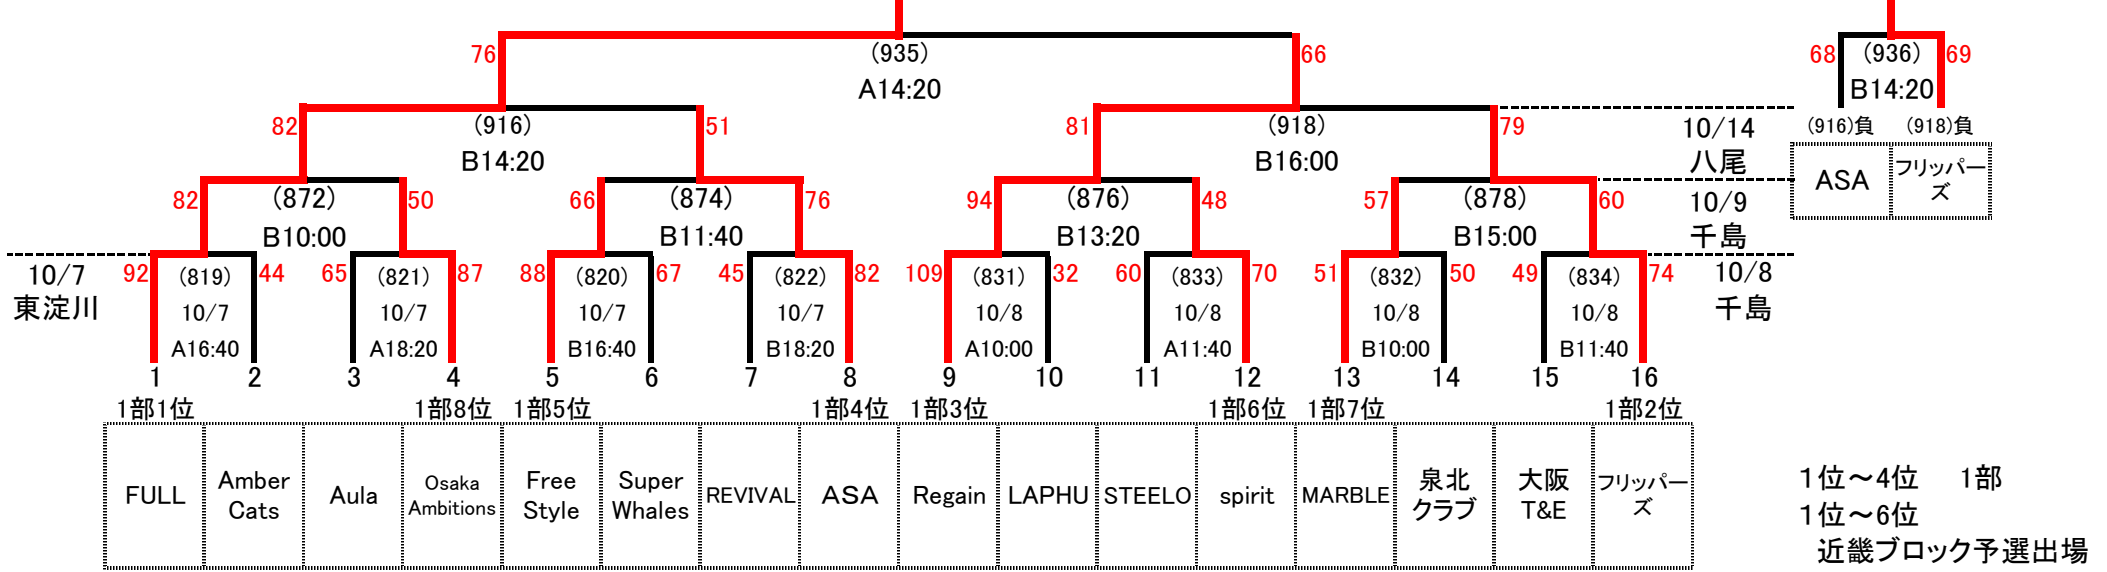 76 (935) 66 68 (936) 69
A14:20 B14:20
82 (916) 51 81 (918) 79 10/14 (916)負 (918)負
B14:20 B16:00 八尾
ASA フリッパーズ
82 (872) 50 66 (874) 76 94 (876) 48 57 (878) 60 10/9
B10:00 B11:40 B13:20 B15:00 千島
10/7 92 (819) 44 65 (821) 87 88 (820) 67 45 (822) 82 109 (831) 32 60 (833) 70 51 (832) 50 49 (834) 74 10/8
東淀川 10/7 10/7 10/7 10/7 10/8 10/8 10/8 10/8 千島
A16:40 A18:20 B16:40 B18:20 A10:00 A11:40 B10:00 B11:40
1 2 3 4 5 6 7 8 9 10 11 12 13 14 15 16
1部1位 1部8位 1部5位 1部4位 1部3位 1部6位 1部7位 1部2位
FULL
Amber
Cats
Aula
Osaka
Ambitions
Free
Style
Super
Whales
REVIVAL
ASA
Regain
LAPHU
STEELO
spirit
MARBLE
泉北
クラブ
大阪
T&E
フリッパー
ズ
1位～4位 1部
1位～6位
近畿ブロック予選出場